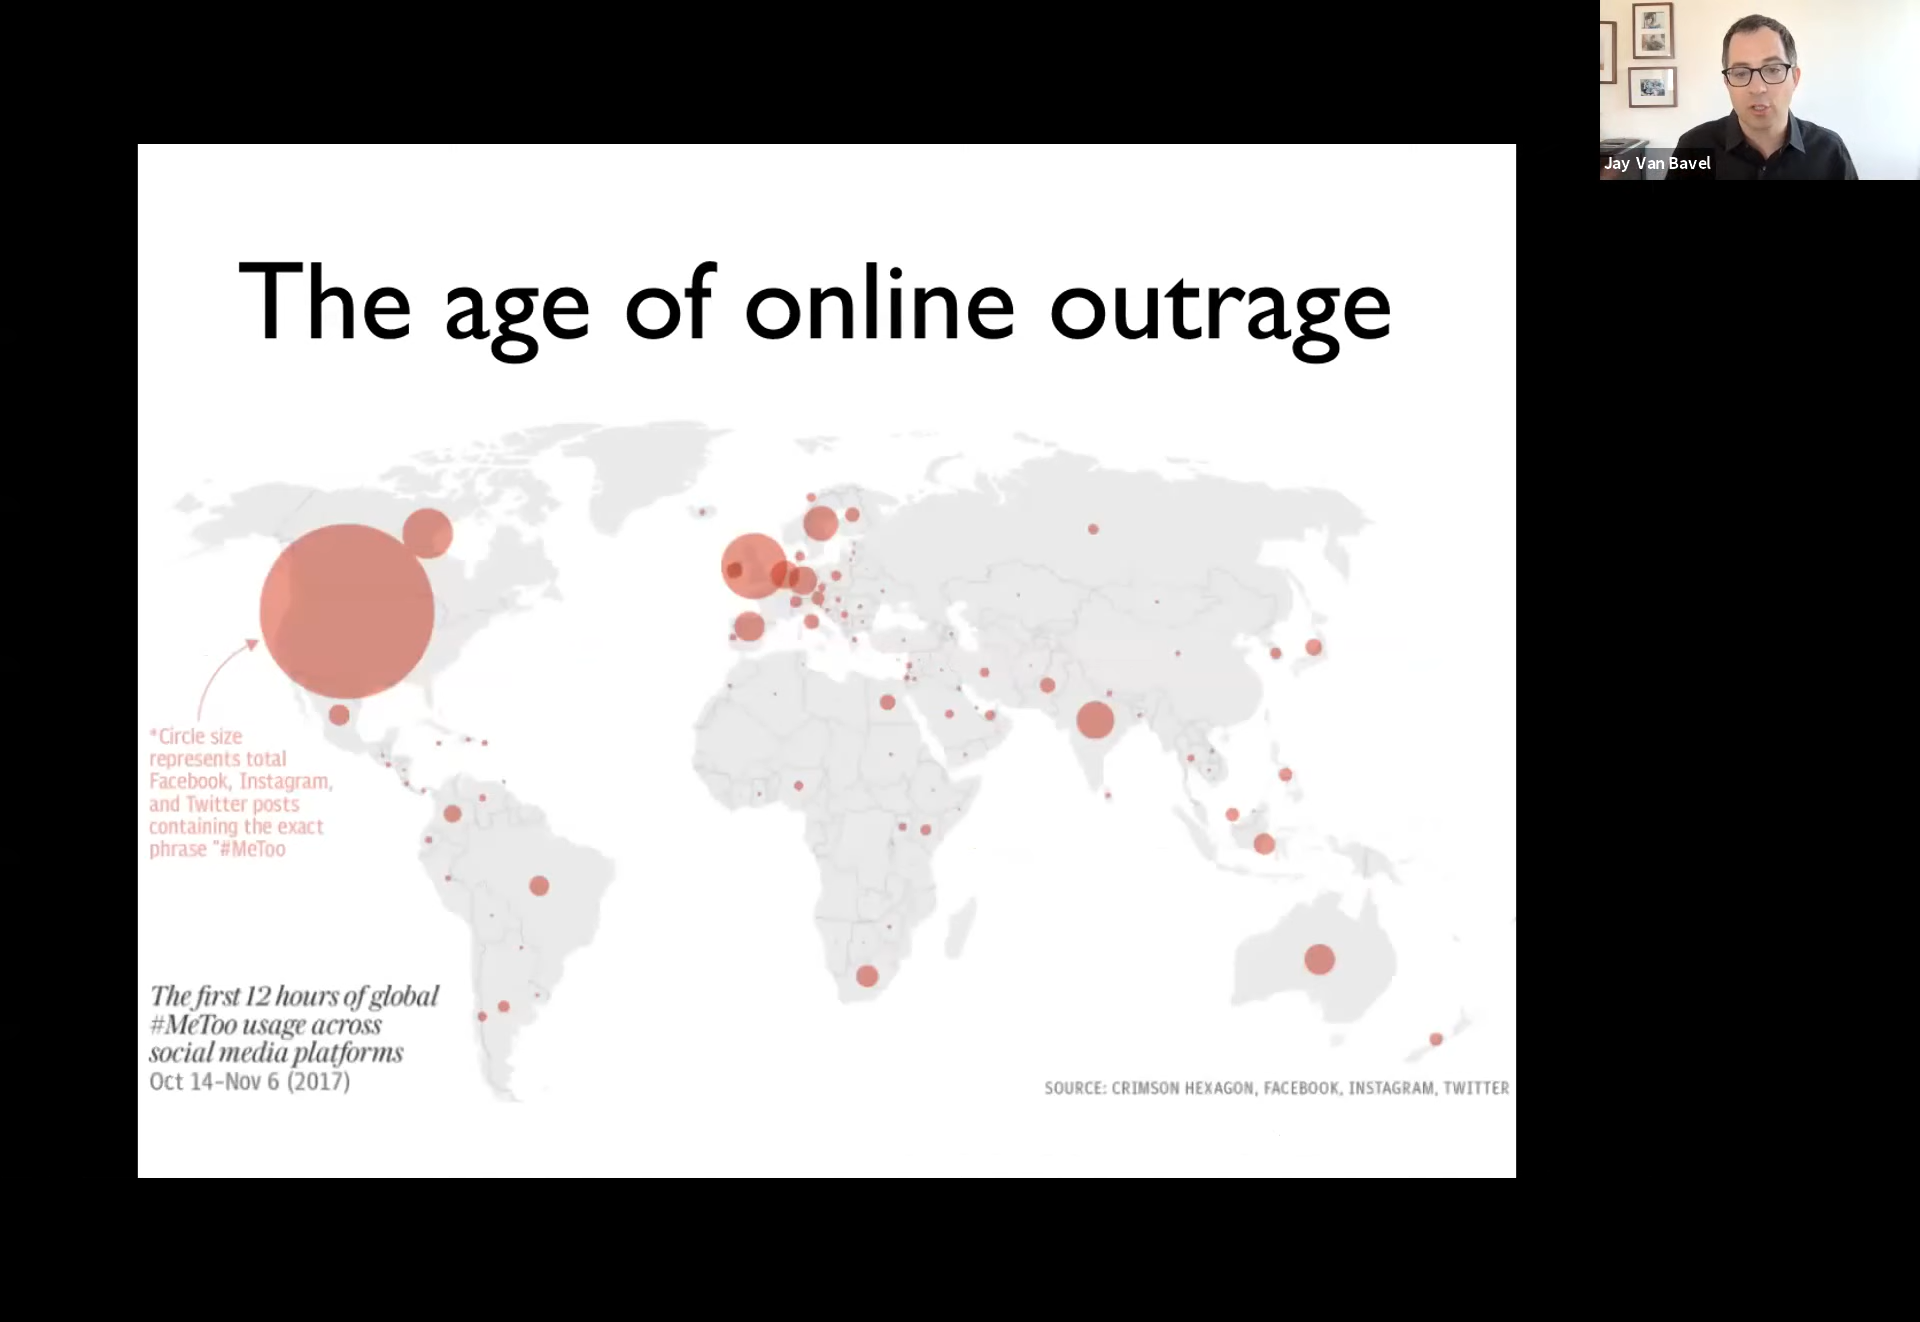 Jay Van Bavel
The age of online outrage
*Circle size
represents total
Facebook, Instagram,
and Twitter posts
containing the exact
phrase "#MeToo
The first 12 hours of global
#MeToo usage across
social media platforms
Oct 14–Nov 6 (2017)
SOURCE: CRIMSON HEXAGON, FACEBOOK, INSTAGRAM, TWITTER